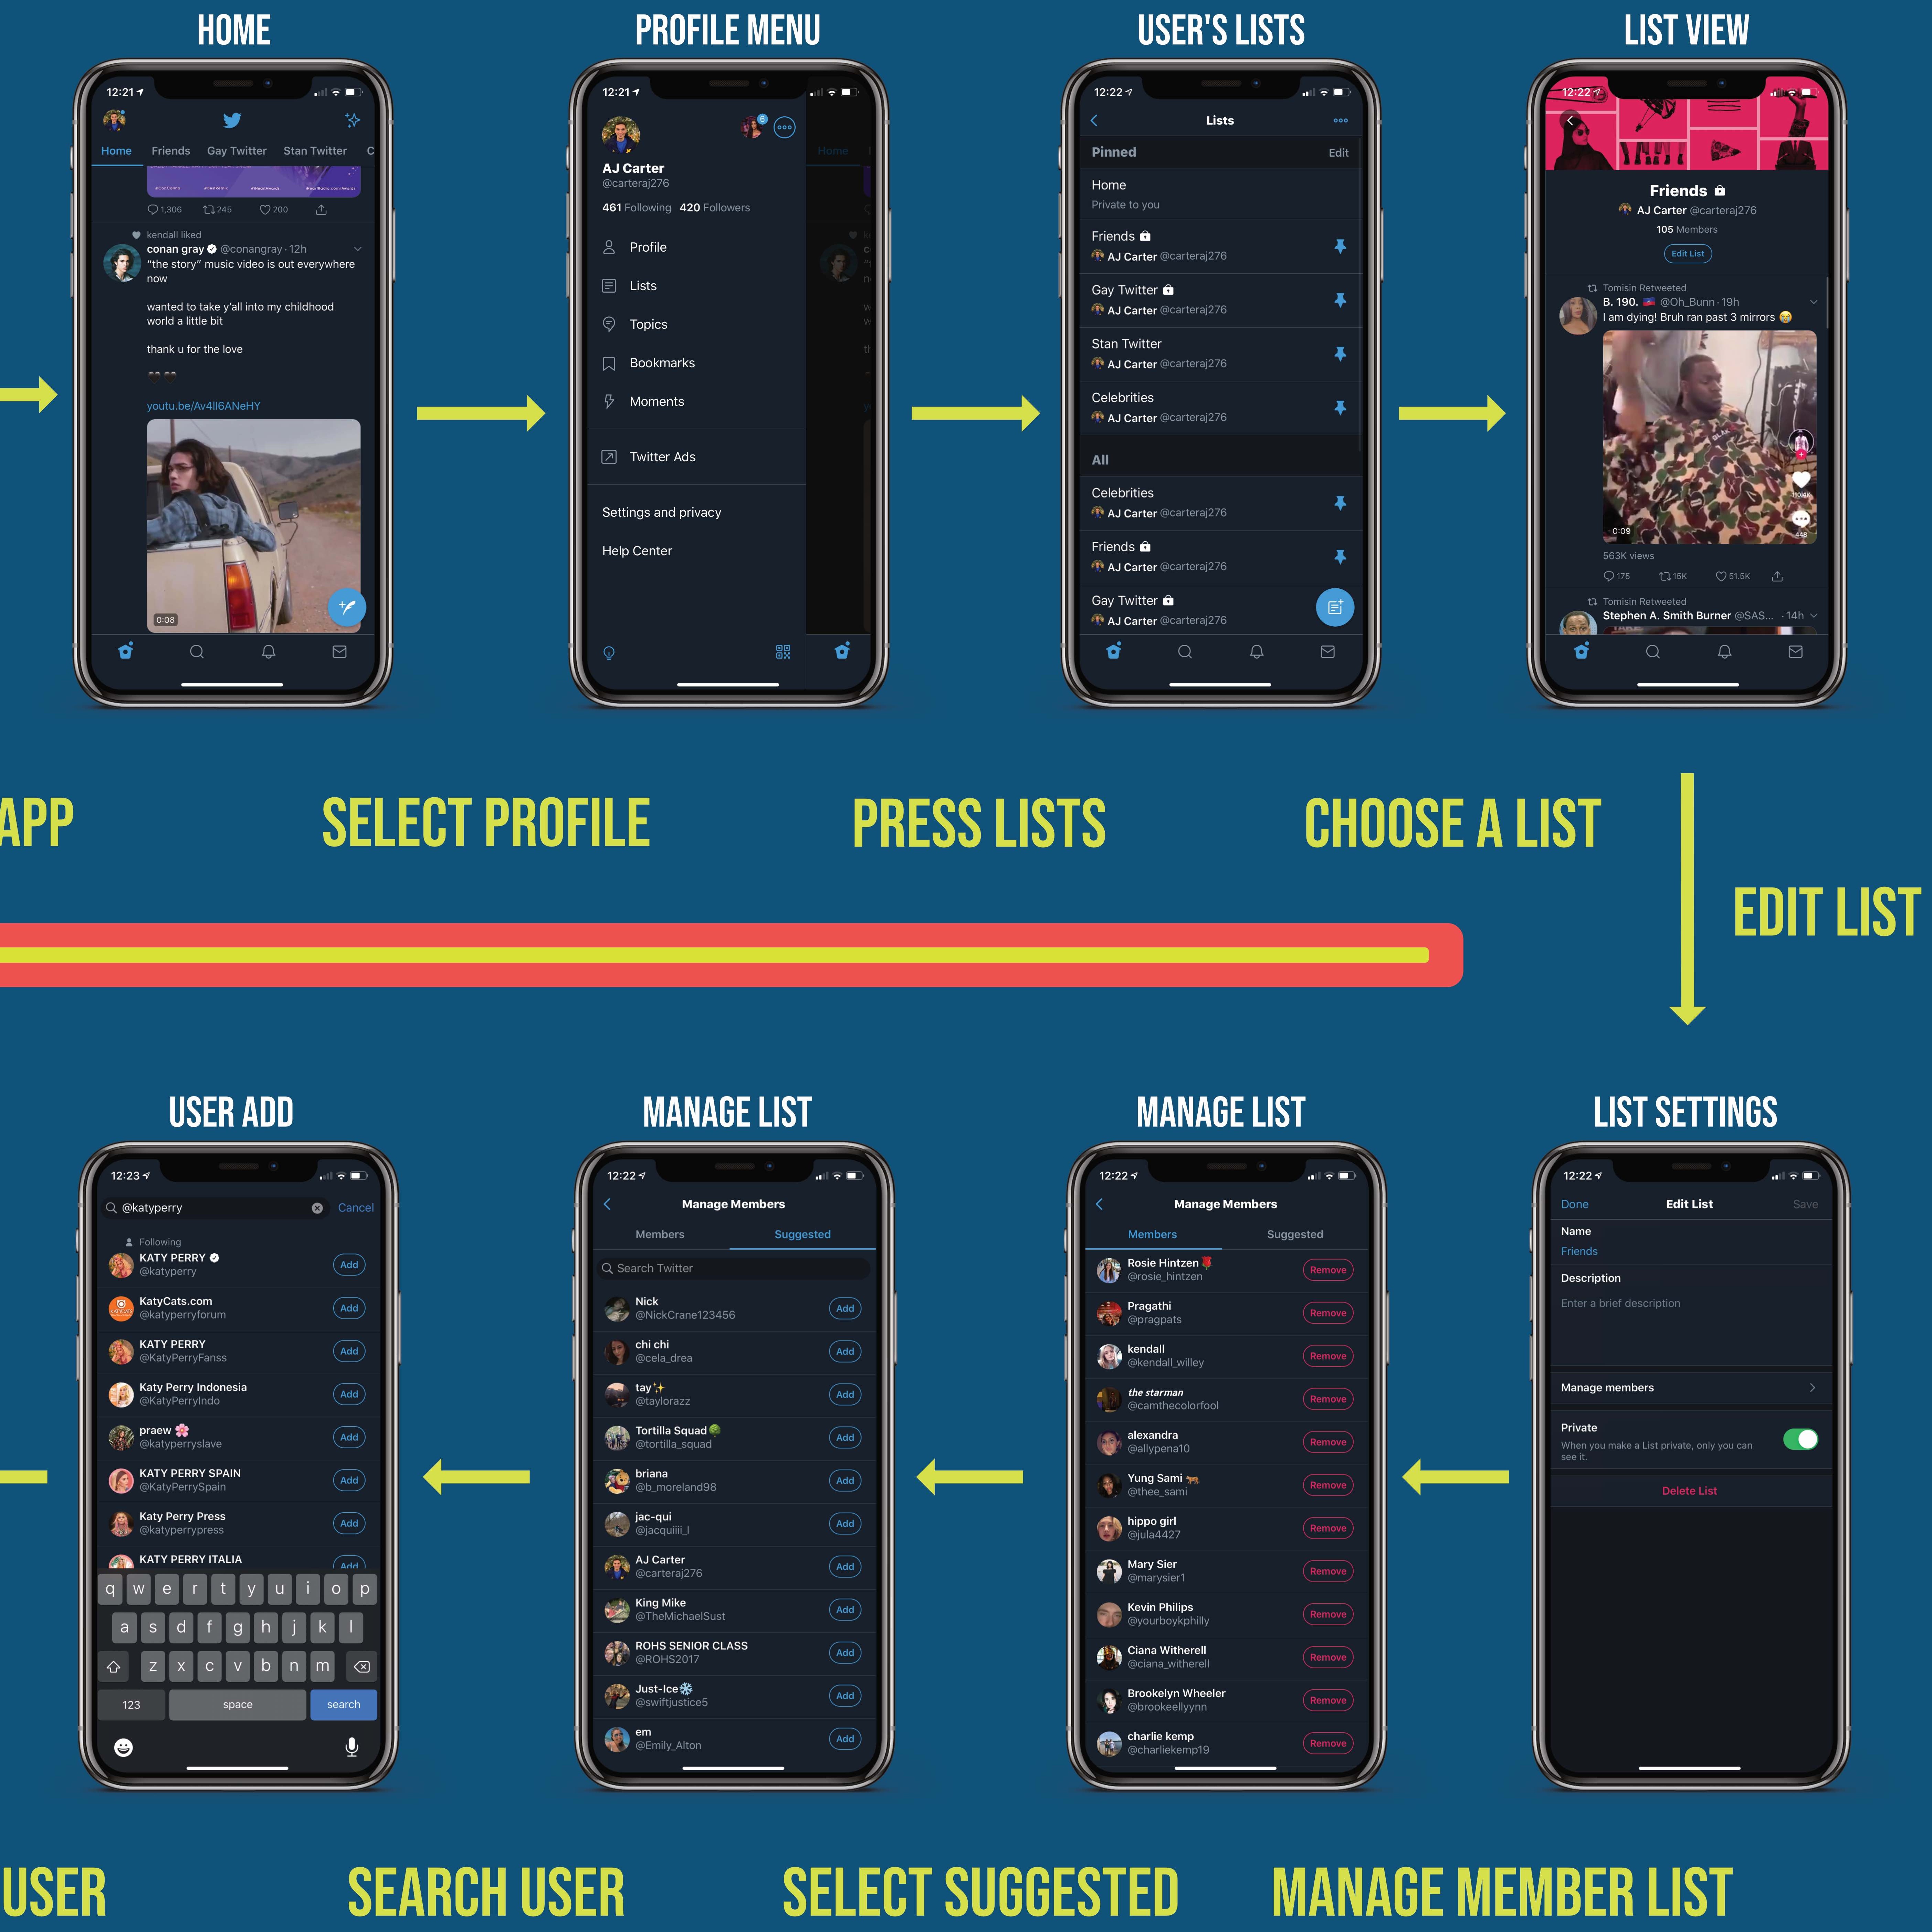 HOME
PROFILE MENU
USER'S LISTS
LIST VIEW
12:21
Home Friends Gay Twitter Stan Twitter C
1,306 245 200
kendall liked
conan gray @conangray · 12h
“the story” music video is out everywhere
now
wanted to take y’all into my childhood
world a little bit
thank u for the love
🖤🖤
youtu.be/Av4Il6ANeHY
0:08
12:21
6
AJ Carter
@carteraj276
461 Following 420 Followers
Profile
Lists
Topics
Bookmarks
Moments
Twitter Ads
Settings and privacy
Help Center
Home
12:22
Lists
Pinned Edit
Home
Private to you
Friends
AJ Carter @carteraj276
Gay Twitter
AJ Carter @carteraj276
Stan Twitter
AJ Carter @carteraj276
Celebrities
AJ Carter @carteraj276
All
Celebrities
AJ Carter @carteraj276
Friends
AJ Carter @carteraj276
Gay Twitter
AJ Carter @carteraj276
12:22
Friends
AJ Carter @carteraj276
105 Members
Edit List
Tomisin Retweeted
B. 190. 🇭🇹 @Oh_Bunn · 19h
I am dying! Bruh ran past 3 mirrors 😭
448
0:09
563K views
175 15K 51.5K
Tomisin Retweeted
Stephen A. Smith Burner @SAS... · 14h
APP
SELECT PROFILE
PRESS LISTS
CHOOSE A LIST
EDIT LIST
USER ADD
MANAGE LIST
MANAGE LIST
LIST SETTINGS
12:23
@katyperry Cancel
Following
KATY PERRY
@katyperry
Add
KatyCats.com
@katyperryforum
Add
KATY PERRY
@KatyPerryFanss
Add
Katy Perry Indonesia
@KatyPerryIndo
Add
praew 🌸
@katyperryslave
Add
KATY PERRY SPAIN
@KatyPerrySpain
Add
Katy Perry Press
@katyperrypress
Add
KATY PERRY ITALIA
Add
q w e r t y u i o p
a s d f g h j k l
z x c v b n m
123 space search
12:22
Manage Members
Members Suggested
Search Twitter
Nick
@NickCrane123456
Add
chi chi
@cela_drea
Add
tay✨
@taylorazz
Add
Tortilla Squad🌳
@tortilla_squad
Add
briana
@b_moreland98
Add
jac-qui
@jacquiiii_l
Add
AJ Carter
@carteraj276
Add
King Mike
@TheMichaelSust
Add
ROHS SENIOR CLASS
@ROHS2017
Add
Just-Ice❄️
@swiftjustice5
Add
em
@Emily_Alton
Add
12:22
Manage Members
Members Suggested
Rosie Hintzen🌹
@rosie_hintzen
Remove
Pragathi
@pragpats
Remove
kendall
@kendall_willey
Remove
the starman
@camthecolorfool
Remove
alexandra
@allypena10
Remove
Yung Sami 🐅
@thee_sami
Remove
hippo girl
@jula4427
Remove
Mary Sier
@marysier1
Remove
Kevin Philips
@yourboykphilly
Remove
Ciana Witherell
@ciana_witherell
Remove
Brookelyn Wheeler
@brookeellyynn
Remove
charlie kemp
@charliekemp19
Remove
12:22
Done Edit List Save
Name
Friends
Description
Enter a brief description
Manage members
Private
When you make a List private, only you can
see it.
Delete List
USER
SEARCH USER
SELECT SUGGESTED
MANAGE MEMBER LIST